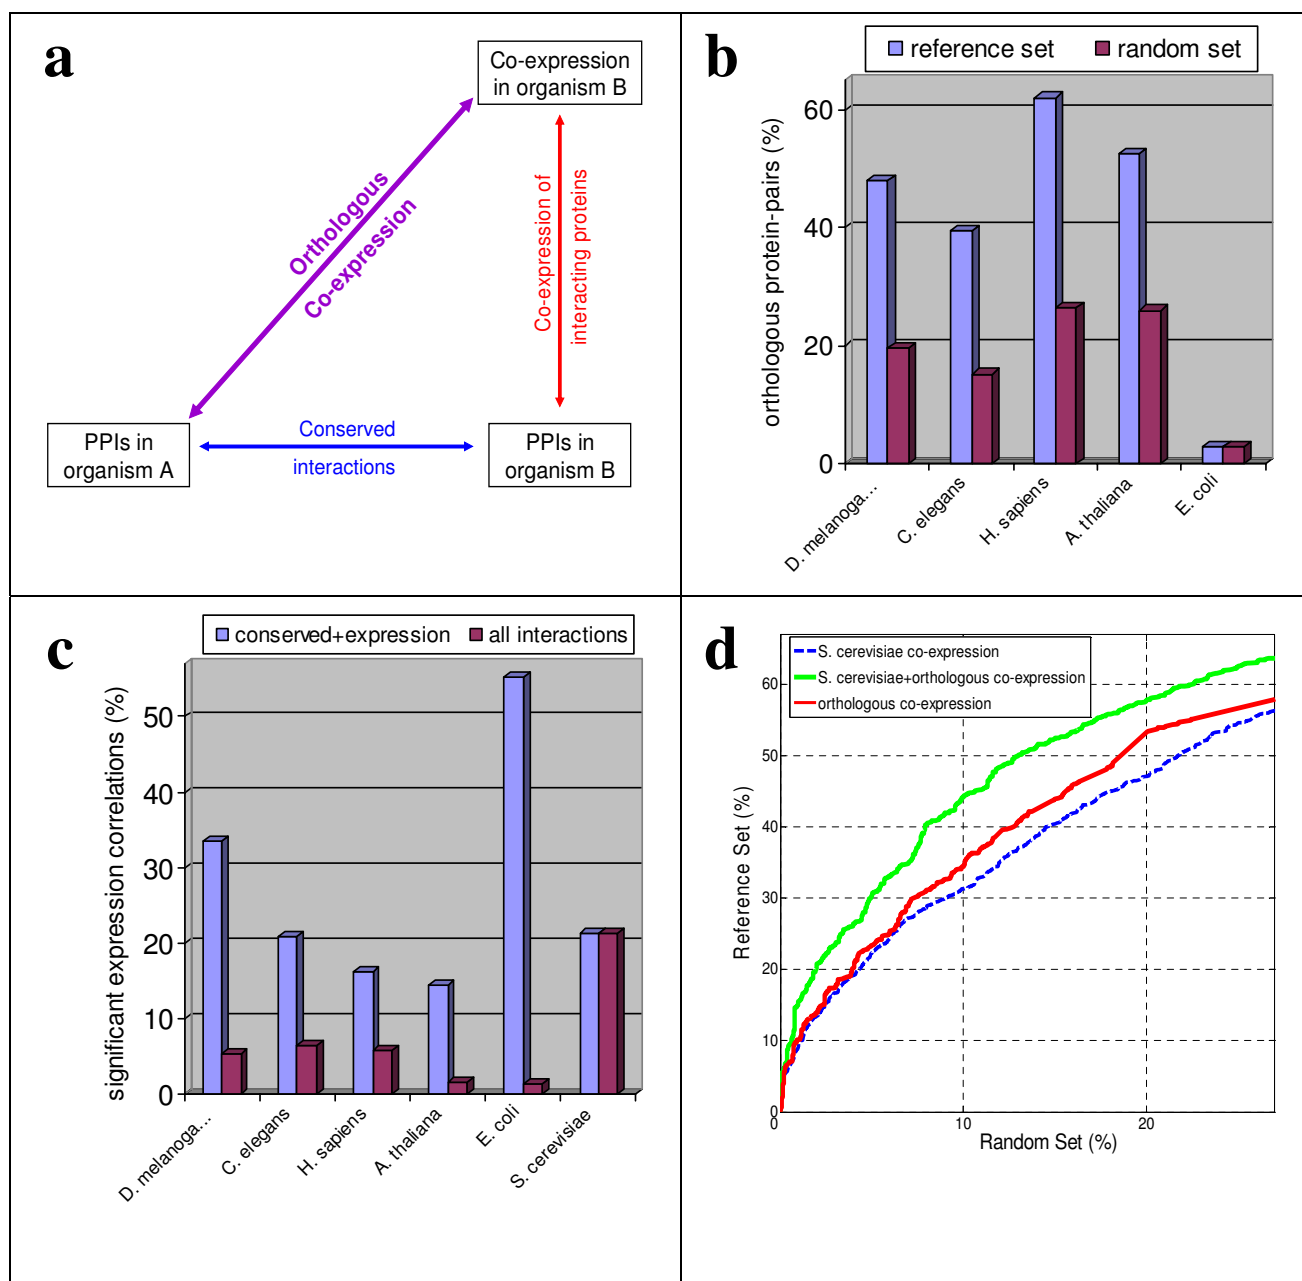 a
Co-expression
in organism B
Orthologous
Co-expression
Co-expression of
interacting proteins
PPIs in
organism A
Conserved
interactions
PPIs in
organism B
b
reference set
random set
orthologous protein-pairs (%)
60
40
20
0
D. melanoga...
C. elegans
H. sapiens
A. thaliana
E. coli
c
conserved+expression
all interactions
significant expression correlations (%)
50
40
30
20
10
0
D. melanoga...
C. elegans
H. sapiens
A. thaliana
E. coli
S. cerevisiae
d
S. cerevisiae co-expression
S. cerevisiae+orthologous co-expression
orthologous co-expression
Reference Set (%)
60
50
40
30
20
10
0
0
10
20
Random Set (%)